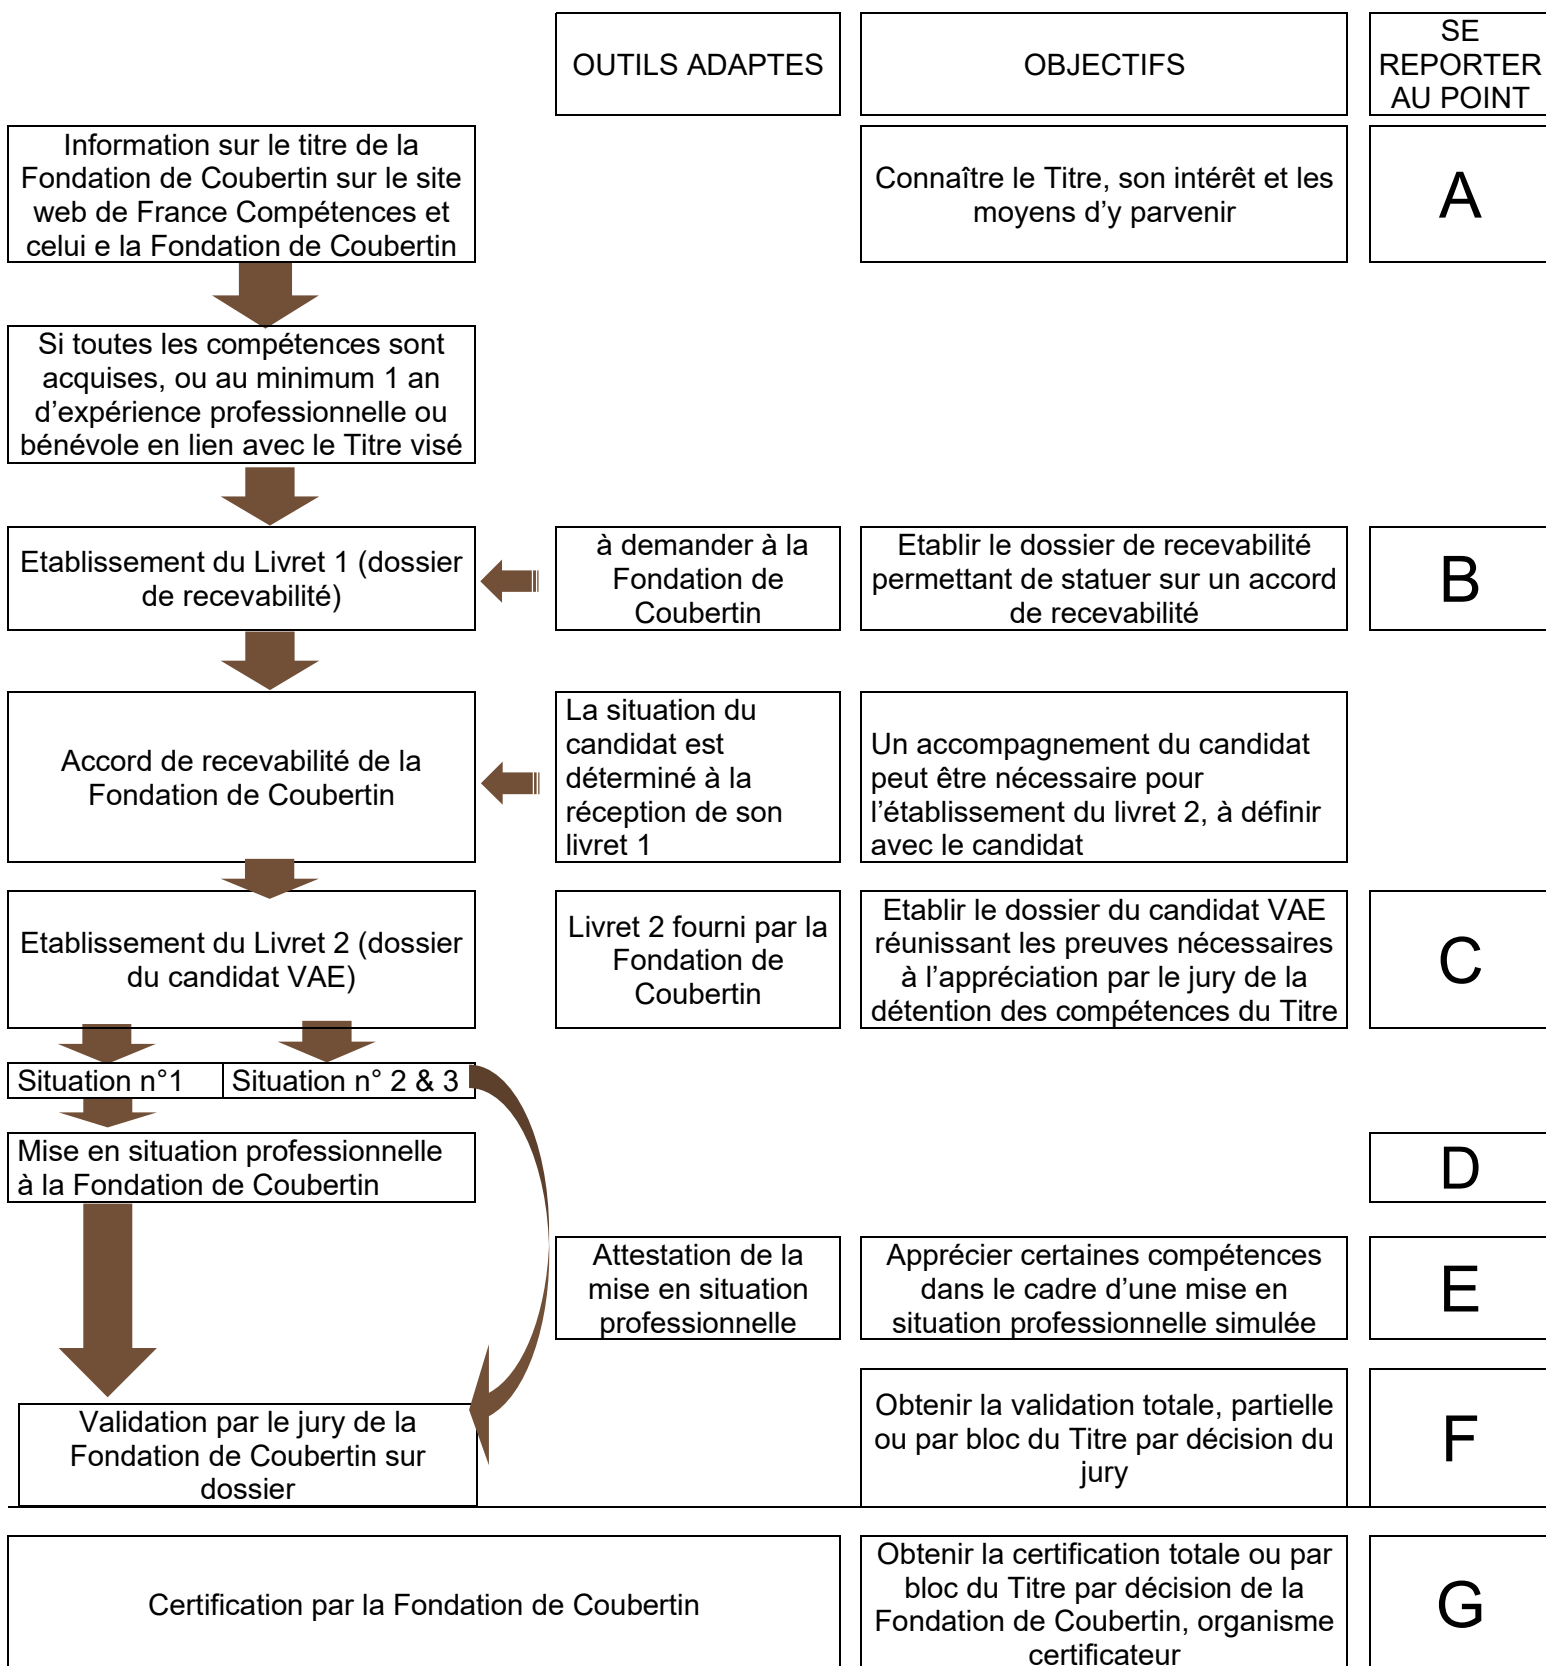 OUTILS ADAPTES
OBJECTIFS
SE
REPORTER
AU POINT
Information sur le titre de la
Fondation de Coubertin sur le site
web de France Compétences et
celui e la Fondation de Coubertin
Connaître le Titre, son intérêt et les
moyens d’y parvenir
A
Si toutes les compétences sont
acquises, ou au minimum 1 an
d’expérience professionnelle ou
bénévole en lien avec le Titre visé
Etablissement du Livret 1 (dossier
de recevabilité)
à demander à la
Fondation de
Coubertin
Etablir le dossier de recevabilité
permettant de statuer sur un accord
de recevabilité
B
Accord de recevabilité de la
Fondation de Coubertin
La situation du
candidat est
déterminé à la
réception de son
livret 1
Un accompagnement du candidat
peut être nécessaire pour
l’établissement du livret 2, à définir
avec le candidat
Etablissement du Livret 2 (dossier
du candidat VAE)
Livret 2 fourni par la
Fondation de
Coubertin
Etablir le dossier du candidat VAE
réunissant les preuves nécessaires
à l’appréciation par le jury de la
détention des compétences du Titre
C
Situation n°1
Situation n° 2 & 3
Mise en situation professionnelle
à la Fondation de Coubertin
D
Attestation de la
mise en situation
professionnelle
Apprécier certaines compétences
dans le cadre d’une mise en
situation professionnelle simulée
E
Validation par le jury de la
Fondation de Coubertin sur
dossier
Obtenir la validation totale, partielle
ou par bloc du Titre par décision du
jury
F
Certification par la Fondation de Coubertin
Obtenir la certification totale ou par
bloc du Titre par décision de la
Fondation de Coubertin, organisme
certificateur
G